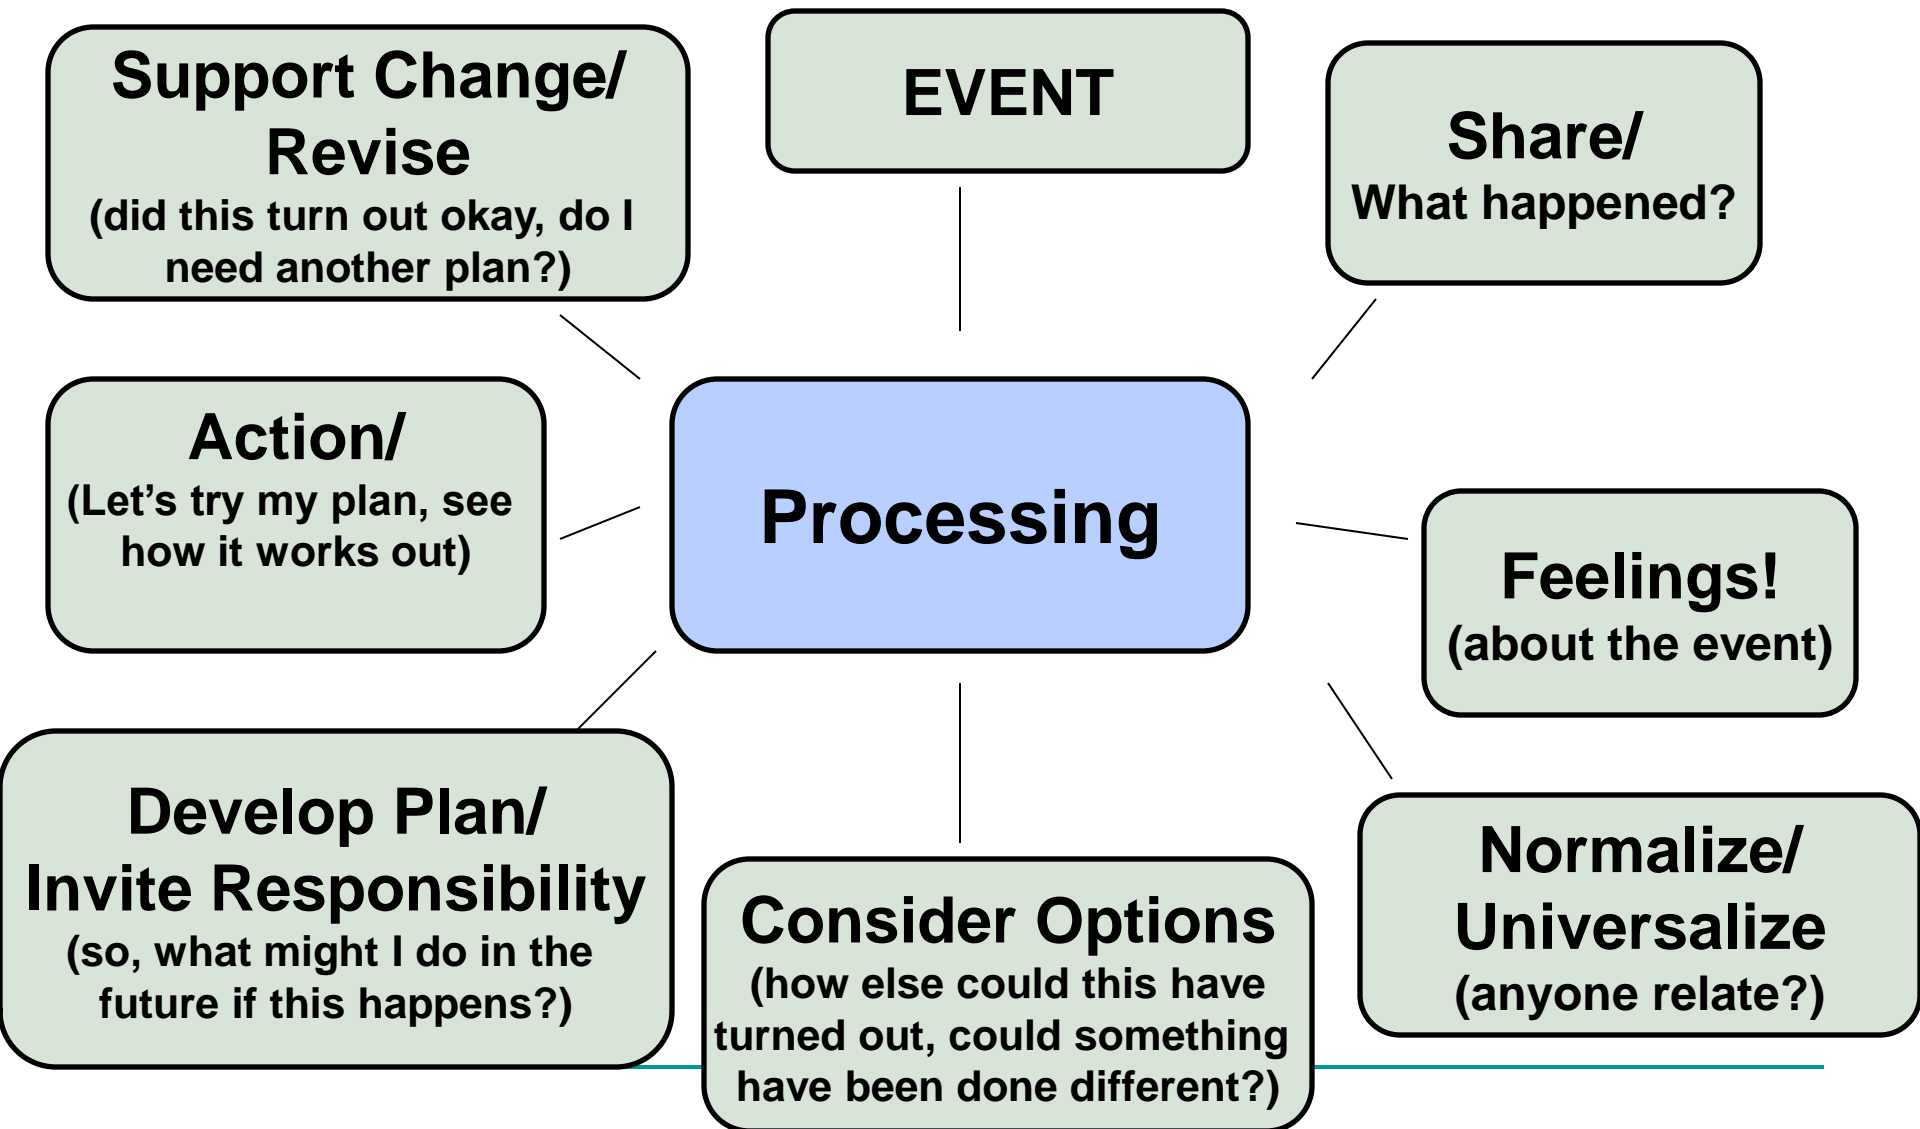 Support Change/
Revise
(did this turn out okay, do I
need another plan?)
EVENT
Share/
What happened?
Action/
(Let’s try my plan, see
how it works out)
Processing
Feelings!
(about the event)
Develop Plan/
Invite Responsibility
(so, what might I do in the
future if this happens?)
Consider Options
(how else could this have
turned out, could something
have been done different?)
Normalize/
Universalize
(anyone relate?)